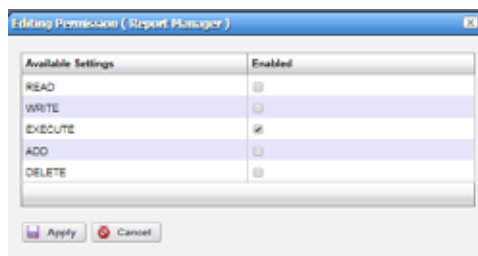 Editing Permission ( Report Manager )
Available Settings Enabled
READ
WRITE
EXECUTE
ADD
DELETE
Apply Cancel